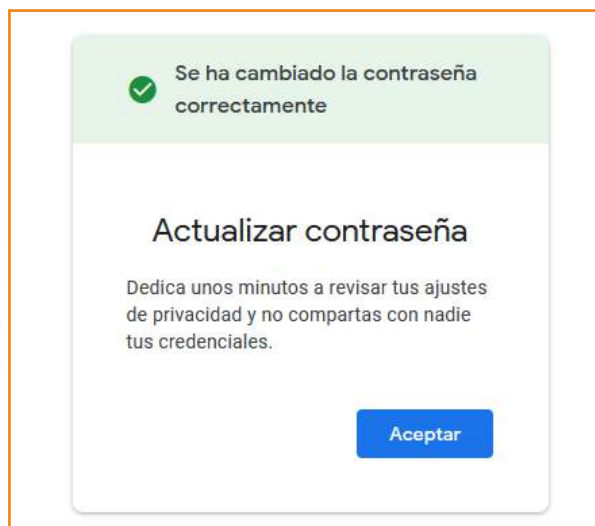 Se ha cambiado la contraseña
correctamente
Actualizar contraseña
Dedica unos minutos a revisar tus ajustes
de privacidad y no compartas con nadie
tus credenciales.
Aceptar